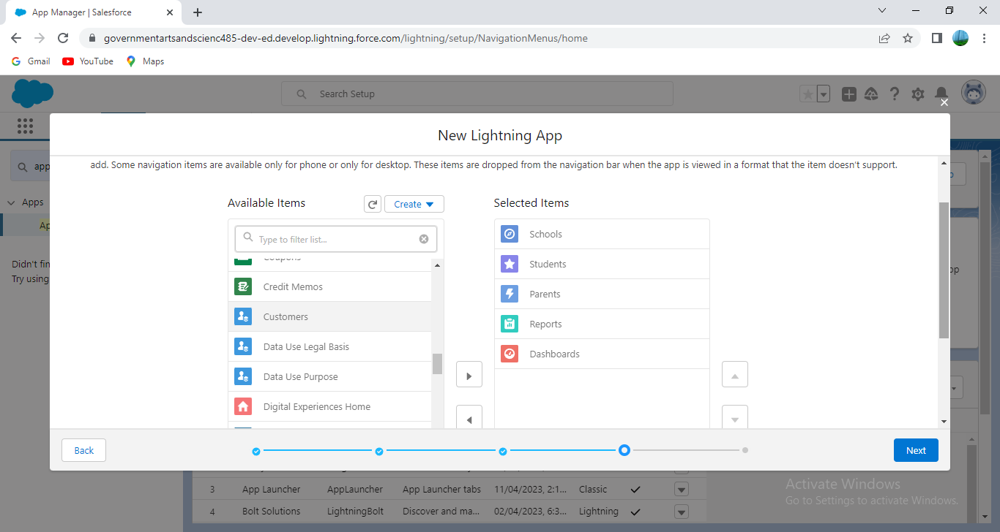 App Manager | Salesforce
governmentartsandscienc485-dev-ed.develop.lightning.force.com/lightning/setup/NavigationMenus/home
Gmail YouTube Maps
Search Setup
New Lightning App
app
add. Some navigation items are available only for phone or only for desktop. These items are dropped from the navigation bar when the app is viewed in a format that the item doesn't support.
Apps
Ap
Available Items
Create
Selected Items
Type to filter list...
Schools
Coupons
Students
Didn't fin
op
Try using
Credit Memos
Parents
Customers
Reports
Data Use Legal Basis
Dashboards
Data Use Purpose
Digital Experiences Home
Back
Next
3 App Launcher AppLauncher App Launcher tabs 11/04/2023, 2:1... Classic
4 Bolt Solutions LightningBolt Discover and ma... 02/04/2023, 6:3... Lightning
Activate Windows
Go to Settings to activate Windows.